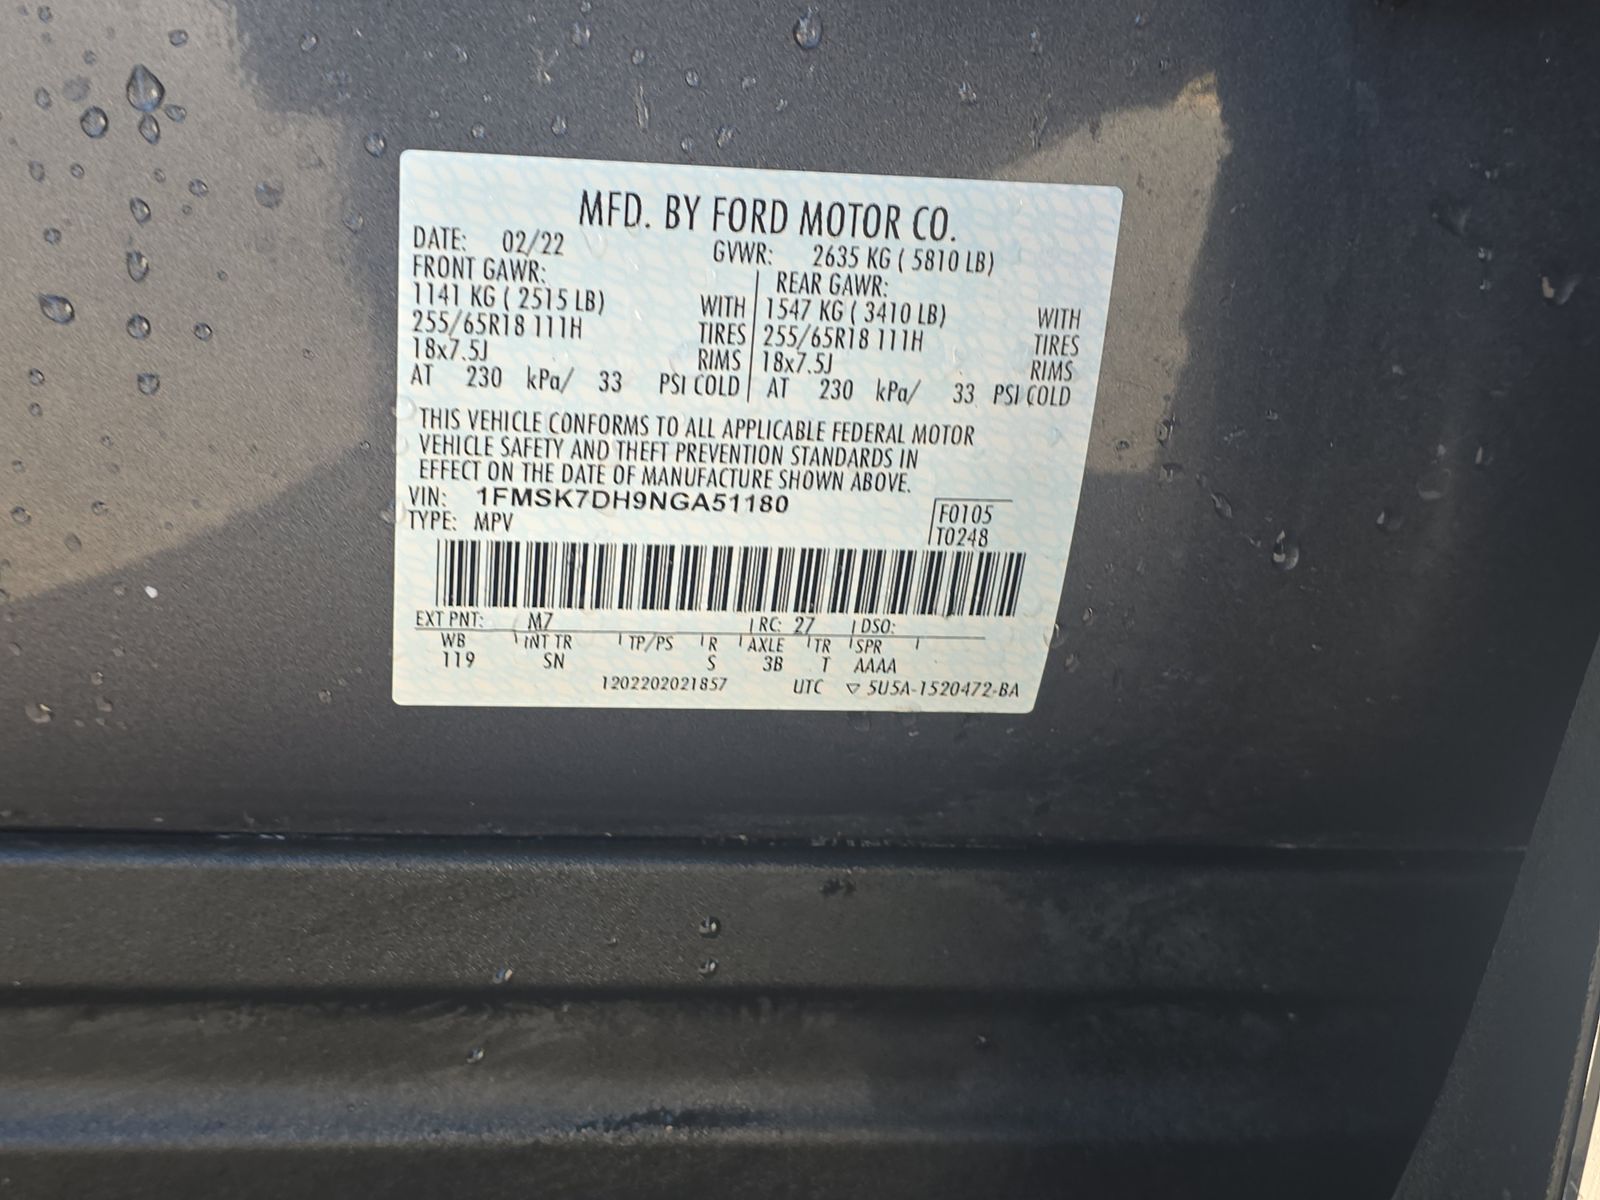 MFD. BY FORD MOTOR CO.
DATE: 02/22 GVWR: 2635 KG ( 5810 LB)
FRONT GAWR: REAR GAWR:
1141 KG ( 2515 LB) WITH 1547 KG ( 3410 LB) WITH
255/65R18 111H TIRES 255/65R18 111H TIRES
18x7.5J RIMS 18x7.5J RIMS
AT 230 kPa/ 33 PSI COLD AT 230 kPa/ 33 PSI COLD
THIS VEHICLE CONFORMS TO ALL APPLICABLE FEDERAL MOTOR
VEHICLE SAFETY AND THEFT PREVENTION STANDARDS IN
EFFECT ON THE DATE OF MANUFACTURE SHOWN ABOVE.
VIN: 1FMSK7DH9NGA51180 F0105
TYPE: MPV T0248
EXT PNT: M7 RC: 27 DSO:
WB INT TR TP/PS R AXLE TR SPR
119 SN S 3B T AAAA
1202202021857 UTC ▽ 5U5A-1520472-BA